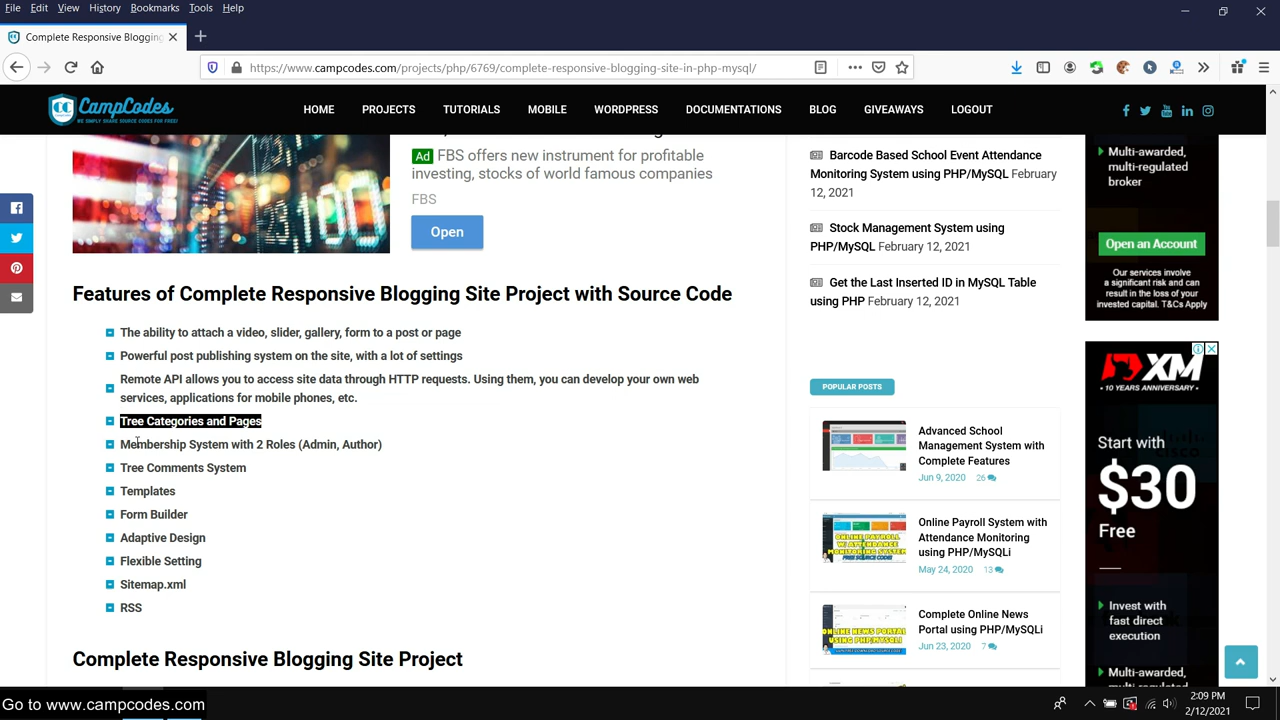 File Edit View History Bookmarks Tools Help
Complete Responsive Blogging
https://www.campcodes.com/projects/php/6769/complete-responsive-blogging-site-in-php-mysql/
CampCodes
WE SIMPLY SHARE SOURCE CODES FOR FREE!
HOME PROJECTS TUTORIALS MOBILE WORDPRESS DOCUMENTATIONS BLOG GIVEAWAYS LOGOUT
Ad FBS offers new instrument for profitable
investing, stocks of world famous companies
FBS
Open
Features of Complete Responsive Blogging Site Project with Source Code
The ability to attach a video, slider, gallery, form to a post or page
Powerful post publishing system on the site, with a lot of settings
Remote API allows you to access site data through HTTP requests. Using them, you can develop your own web
services, applications for mobile phones, etc.
Tree Categories and Pages
Membership System with 2 Roles (Admin, Author)
Tree Comments System
Templates
Form Builder
Adaptive Design
Flexible Setting
Sitemap.xml
RSS
Complete Responsive Blogging Site Project
Barcode Based School Event Attendance
Monitoring System using PHP/MySQL February
12, 2021
Stock Management System using
PHP/MySQL February 12, 2021
Get the Last Inserted ID in MySQL Table
using PHP February 12, 2021
POPULAR POSTS
Advanced School
Management System with
Complete Features
Jun 9, 2020 26
Online Payroll System with
Attendance Monitoring
using PHP/MySQLi
May 24, 2020 13
Complete Online News
Portal using PHP/MySQLi
Jun 23, 2020 7
Multi-awarded,
multi-regulated
broker
Open an Account
Our services involve
a significant risk and can
result in the loss of your
invested capital. T&Cs Apply
XM
10 YEARS ANNIVERSARY
Start with
$30
Free
Invest with
fast direct
execution
Multi-awarded,
multi-regulated
Go to www.campcodes.com
2:09 PM
2/12/2021